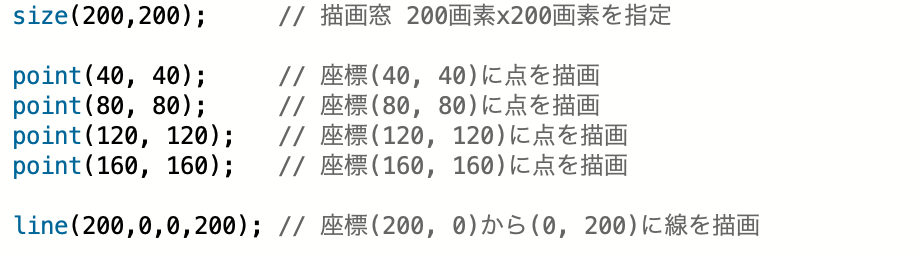 size(200,200);     // 描画窓 200画素x200画素を指定
point(40, 40);     // 座標(40, 40)に点を描画
point(80, 80);     // 座標(80, 80)に点を描画
point(120, 120);   // 座標(120, 120)に点を描画
point(160, 160);   // 座標(160, 160)に点を描画
line(200,0,0,200); // 座標(200, 0)から(0, 200)に線を描画